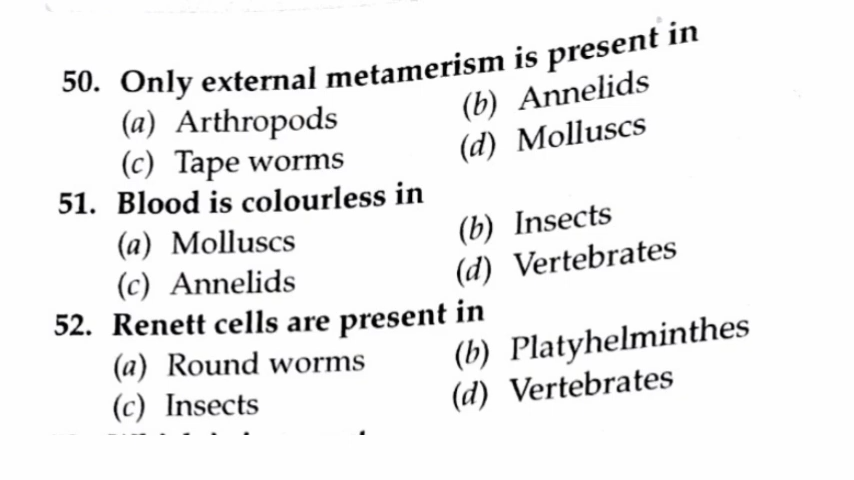 50. Only external metamerism is present in
(a) Arthropods (b) Annelids
(c) Tape worms (d) Molluscs
51. Blood is colourless in
(a) Molluscs (b) Insects
(c) Annelids (d) Vertebrates
52. Renett cells are present in
(a) Round worms (b) Platyhelminthes
(c) Insects (d) Vertebrates